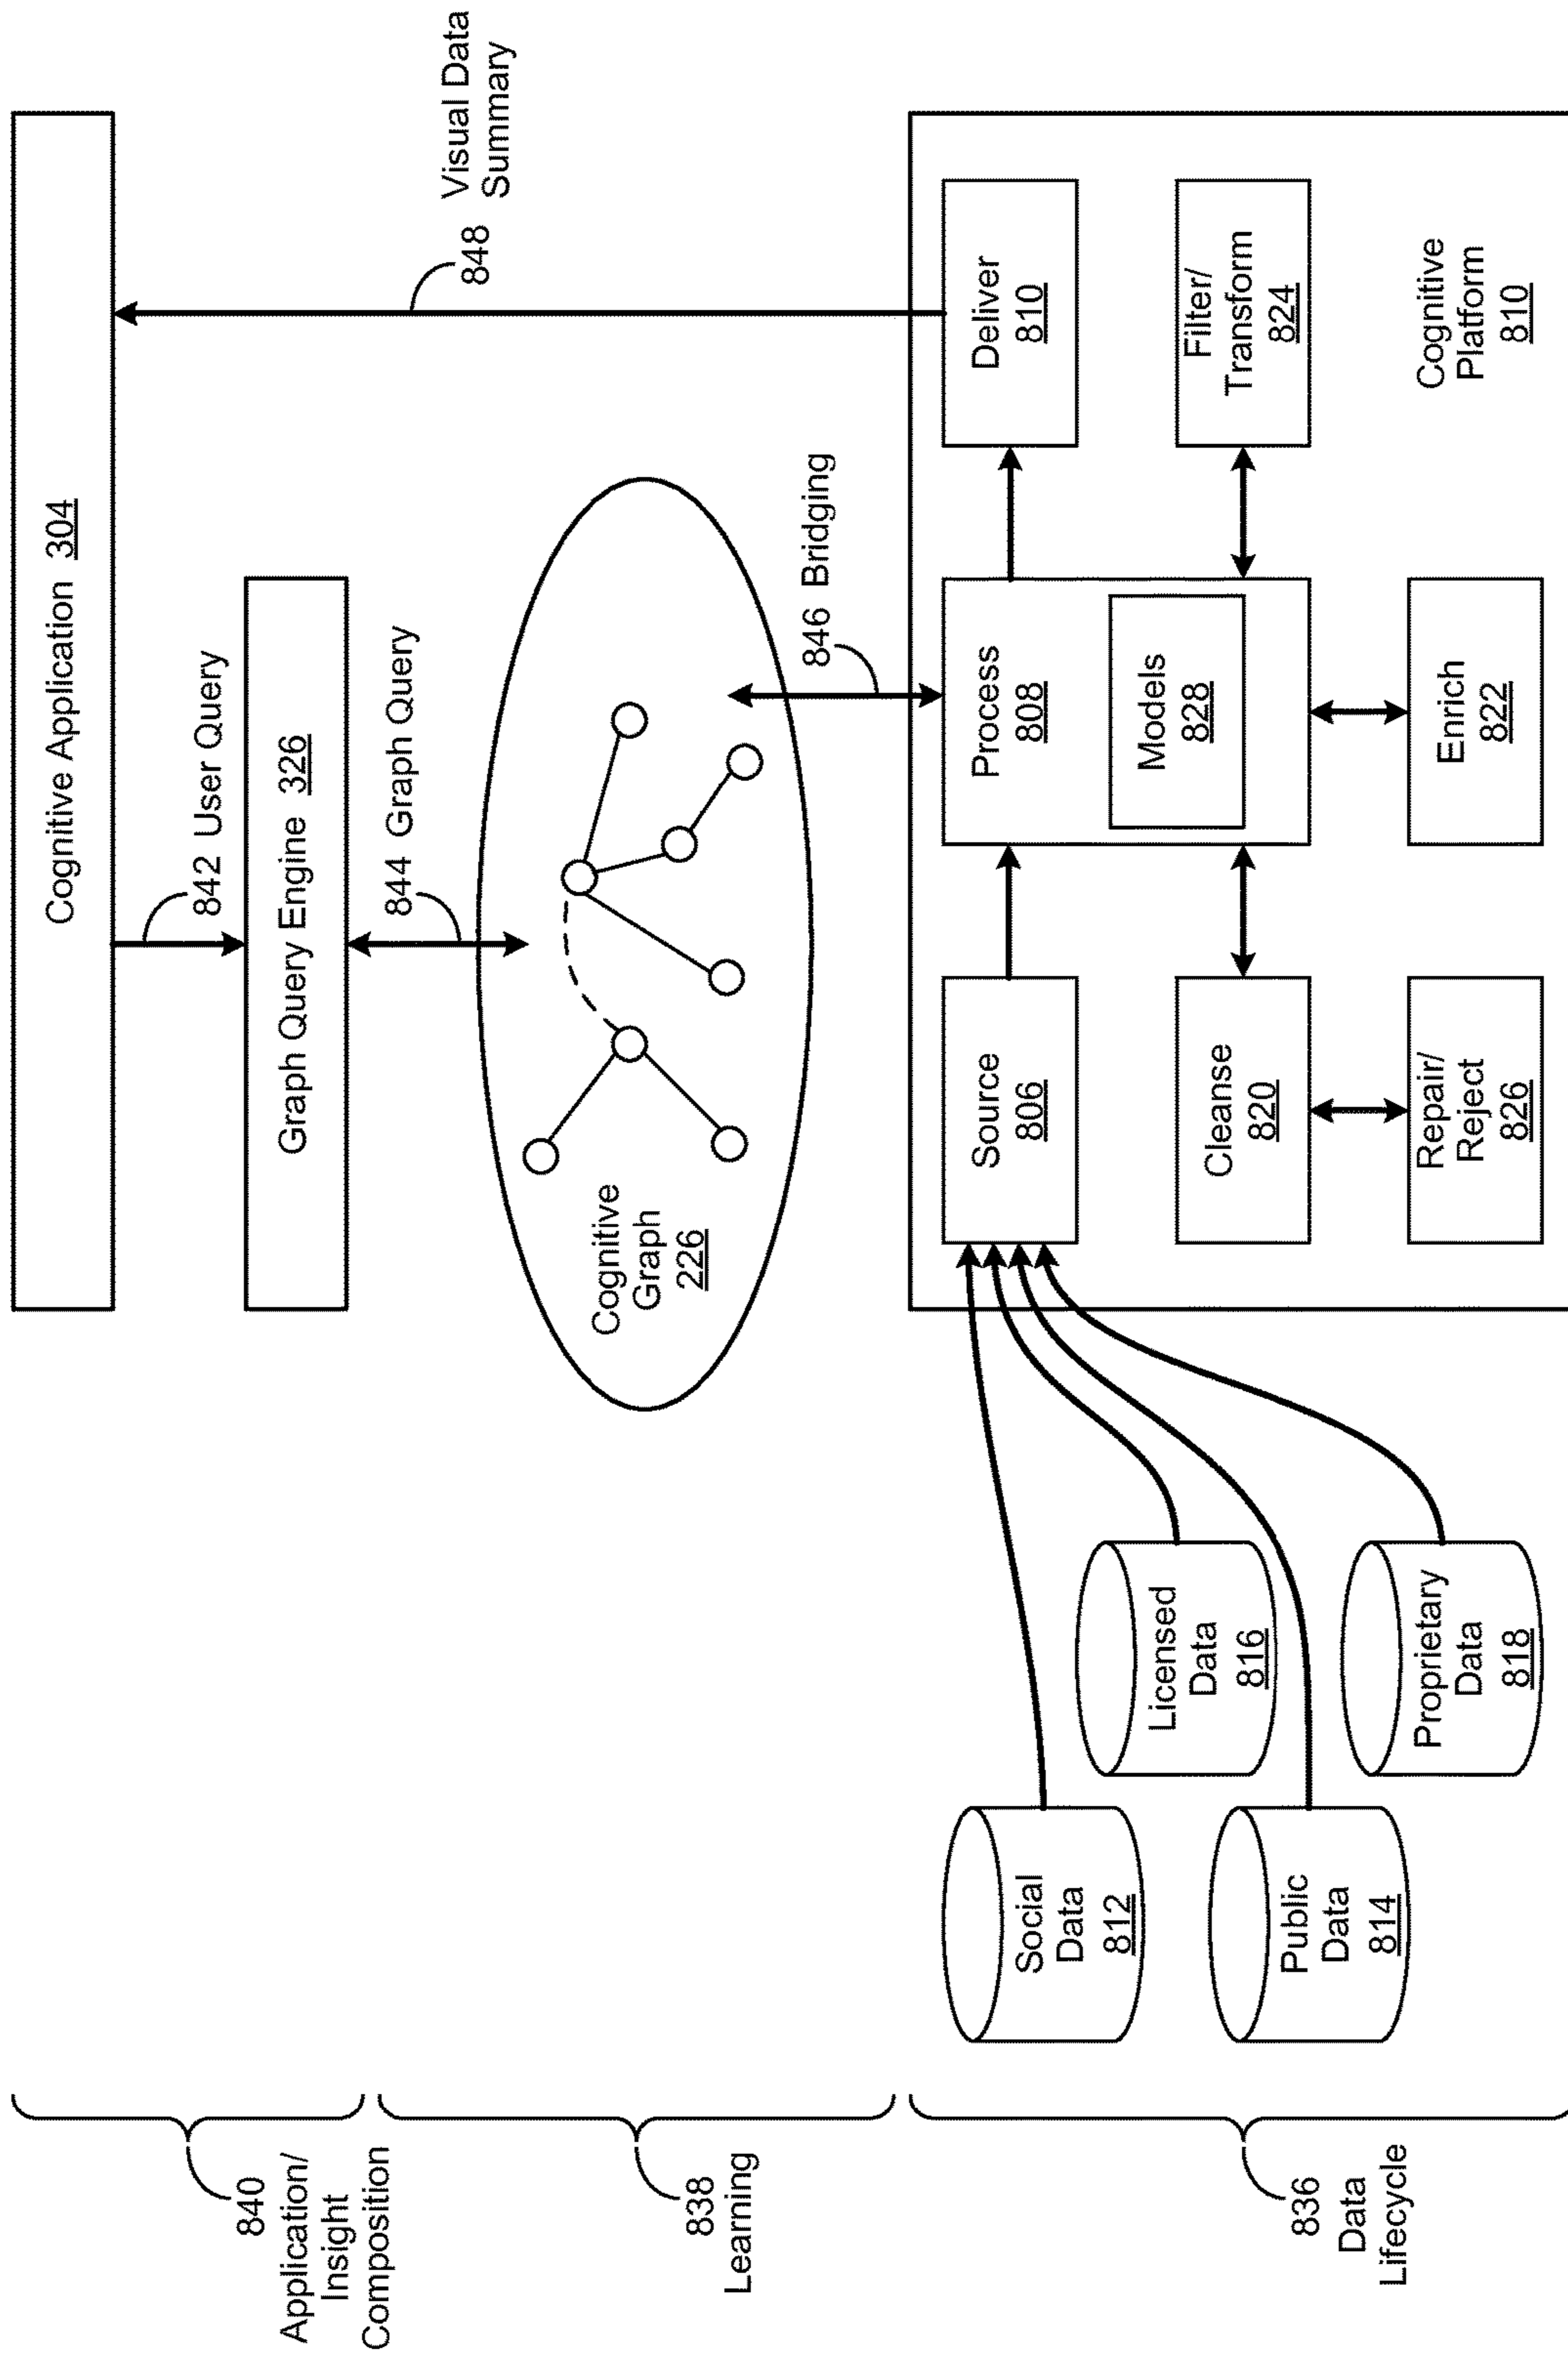 840
Application/
Insight
Composition
838
Learning
836
Data
Lifecycle
Cognitive Application 304
842 User Query
Graph Query Engine 326
844 Graph Query
Cognitive
Graph
226
848
Visual Data
Summary
846 Bridging
Social
Data
812
Public
Data
814
Licensed
Data
816
Proprietary
Data
818
Source
806
Process
808
Models
828
Deliver
810
Cleanse
820
Filter/
Transform
824
Repair/
Reject
826
Enrich
822
Cognitive
Platform
810